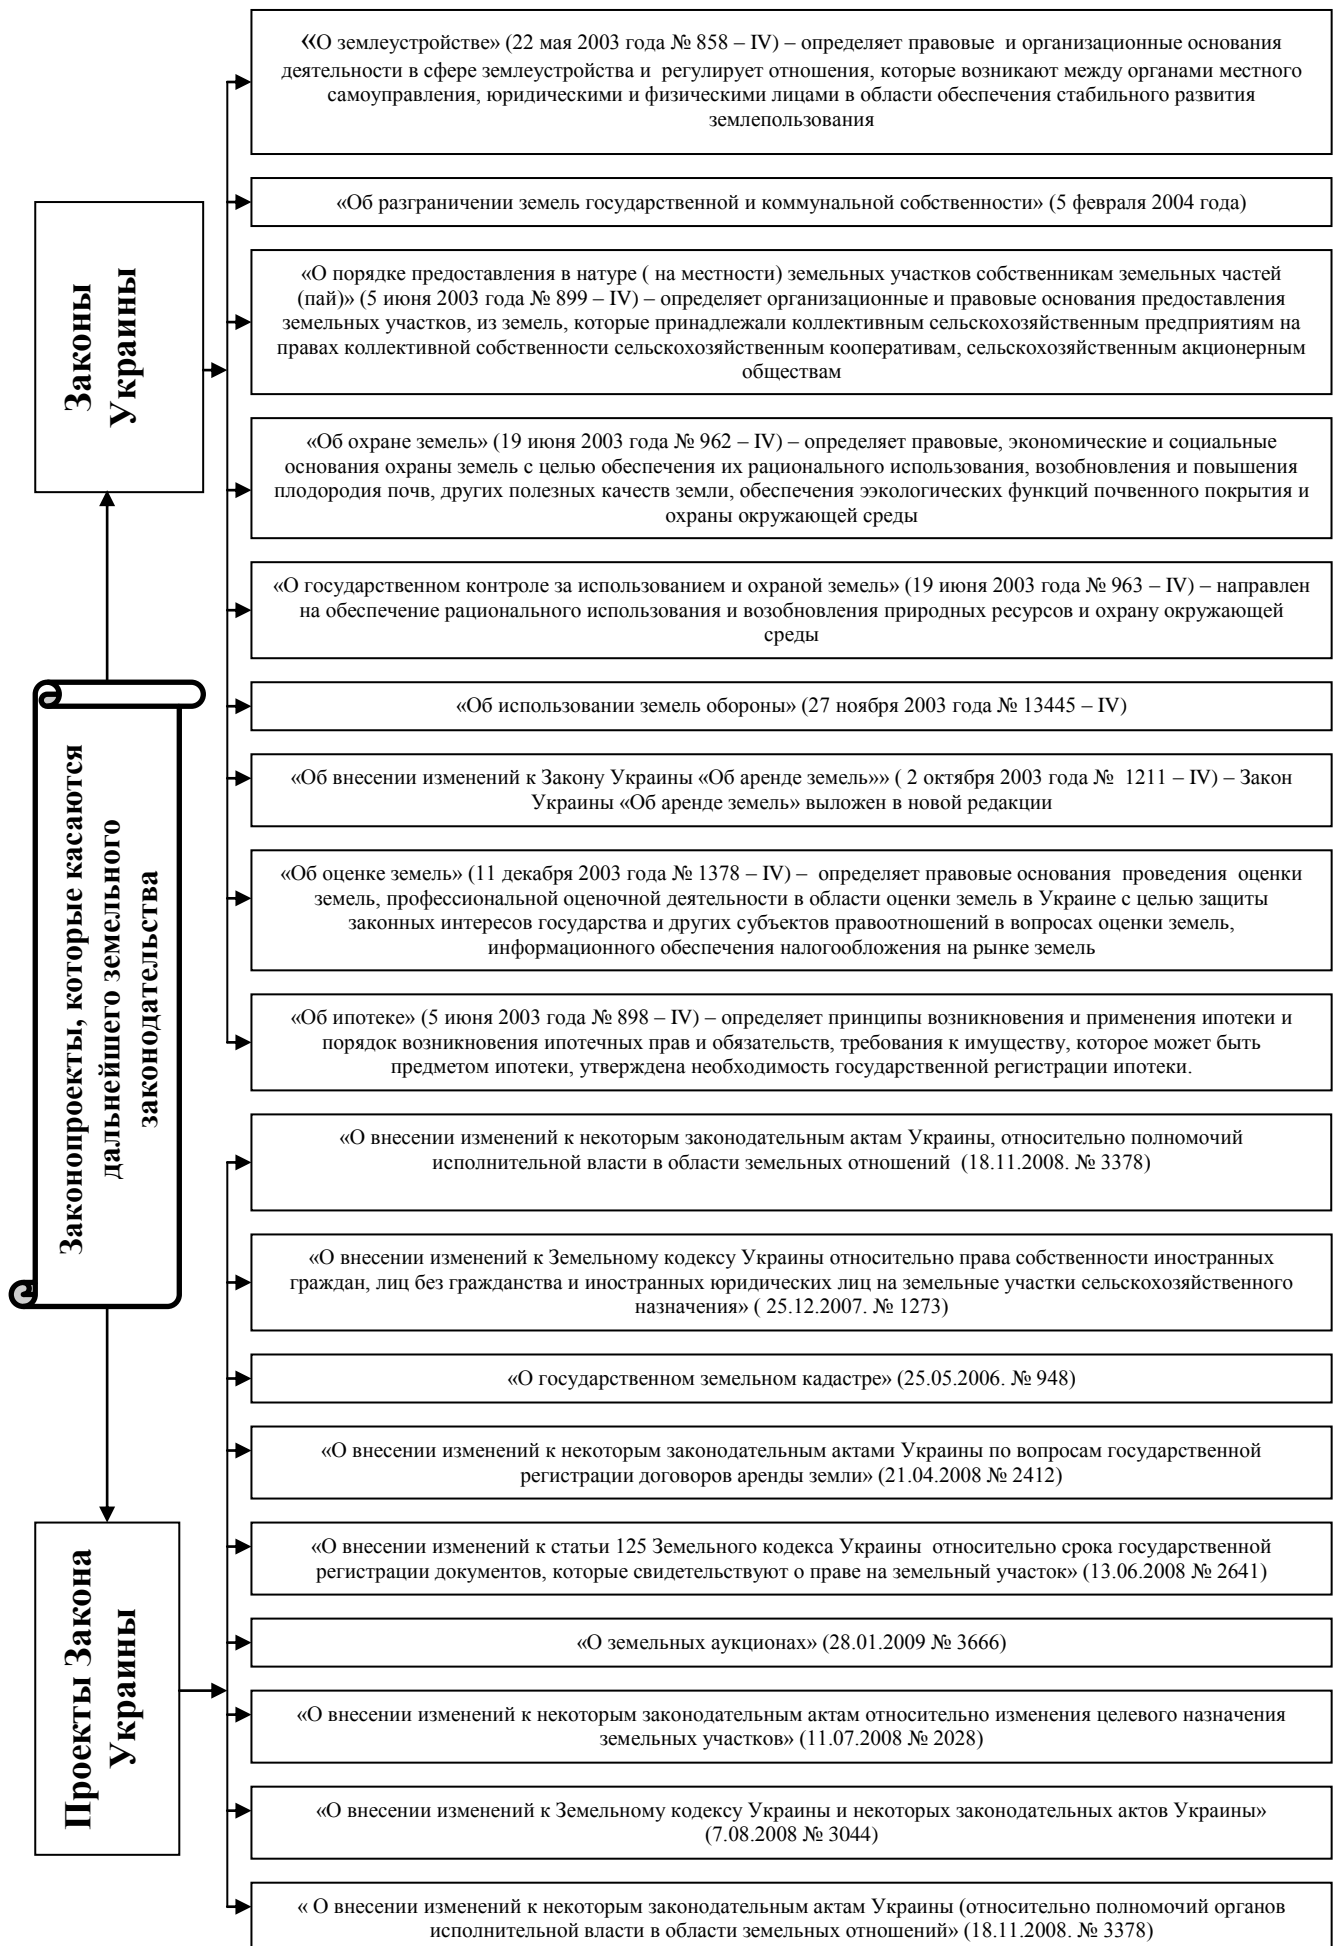 «О землеустройстве» (22 мая 2003 года № 858 – IV) – определяет правовые  и организационные основания
деятельности в сфере землеустройства и  регулирует отношения, которые возникают между органами местного
самоуправления, юридическими и физическими лицами в области обеспечения стабильного развития
землепользования
«Об разграничении земель государственной и коммунальной собственности» (5 февраля 2004 года)
Законы
Украины
«О порядке предоставления в натуре ( на местности) земельных участков собственникам земельных частей
(пай)» (5 июня 2003 года № 899 – IV) – определяет организационные и правовые основания предоставления
земельных участков, из земель, которые принадлежали коллективным сельскохозяйственным предприятиям на
правах коллективной собственности сельскохозяйственным кооперативам, сельскохозяйственным акционерным
обществам
«Об охране земель» (19 июня 2003 года № 962 – IV) – определяет правовые, экономические и социальные
основания охраны земель с целью обеспечения их рационального использования, возобновления и повышения
плодородия почв, других полезных качеств земли, обеспечения ээкологических функций почвенного покрытия и
охраны окружающей среды
«О государственном контроле за использованием и охраной земель» (19 июня 2003 года № 963 – IV) – направлен
на обеспечение рационального использования и возобновления природных ресурсов и охрану окружающей
среды
«Об использовании земель обороны» (27 ноября 2003 года № 13445 – IV)
«Об внесении изменений к Закону Украины «Об аренде земель»» ( 2 октября 2003 года №  1211 – IV) – Закон
Украины «Об аренде земель» выложен в новой редакции
Законопроекты, которые касаются
дальнейшего земельного
законодательства
«Об оценке земель» (11 декабря 2003 года № 1378 – IV) –  определяет правовые основания  проведения  оценки
земель, профессиональной оценочной деятельности в области оценки земель в Украине с целью защиты
законных интересов государства и других субъектов правоотношений в вопросах оценки земель,
информационного обеспечения налогообложения на рынке земель
«Об ипотеке» (5 июня 2003 года № 898 – IV) – определяет принципы возникновения и применения ипотеки и
порядок возникновения ипотечных прав и обязательств, требования к имуществу, которое может быть
предметом ипотеки, утверждена необходимость государственной регистрации ипотеки.
«О внесении изменений к некоторым законодательным актам Украины, относительно полномочий
исполнительной власти в области земельных отношений  (18.11.2008. № 3378)
«О внесении изменений к Земельному кодексу Украины относительно права собственности иностранных
граждан, лиц без гражданства и иностранных юридических лиц на земельные участки сельскохозяйственного
назначения» ( 25.12.2007. № 1273)
«О государственном земельном кадастре» (25.05.2006. № 948)
«О внесении изменений к некоторым законодательным актами Украины по вопросам государственной
регистрации договоров аренды земли» (21.04.2008 № 2412)
Проекты Закона
Украины
«О внесении изменений к статьи 125 Земельного кодекса Украины  относительно срока государственной
регистрации документов, которые свидетельствуют о праве на земельный участок» (13.06.2008 № 2641)
«О земельных аукционах» (28.01.2009 № 3666)
«О внесении изменений к некоторым законодательным актам относительно изменения целевого назначения
земельных участков» (11.07.2008 № 2028)
«О внесении изменений к Земельному кодексу Украины и некоторых законодательных актов Украины»
(7.08.2008 № 3044)
« О внесении изменений к некоторым законодательным актам Украины (относительно полномочий органов
исполнительной власти в области земельных отношений» (18.11.2008. № 3378)